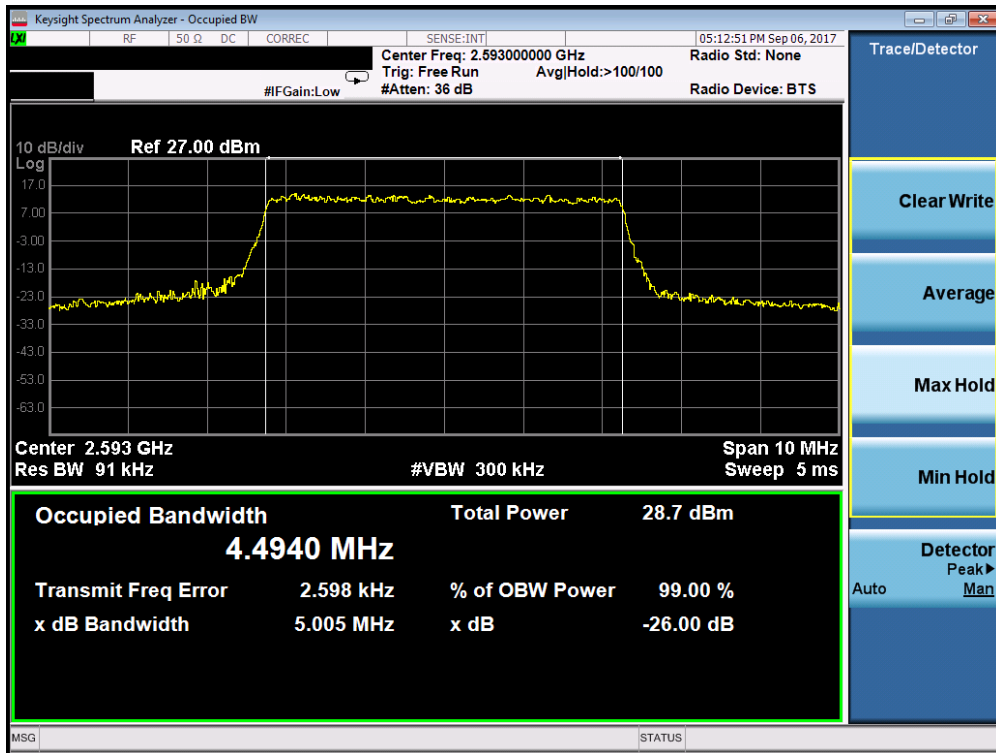 Keysight Spectrum Analyzer - Occupied BW
LXI RF 50 Ω DC CORREC SENSE:INT 05:12:51 PM Sep 06, 2017
Center Freq: 2.593000000 GHz Radio Std: None
Trig: Free Run Avg|Hold:>100/100
#IFGain:Low #Atten: 36 dB Radio Device: BTS
10 dB/div Ref 27.00 dBm
Log
17.0
7.00
-3.00
-13.0
-23.0
-33.0
-43.0
-53.0
-63.0
Center 2.593 GHz Span 10 MHz
Res BW 91 kHz #VBW 300 kHz Sweep 5 ms
Occupied Bandwidth Total Power 28.7 dBm
4.4940 MHz
Transmit Freq Error 2.598 kHz % of OBW Power 99.00 %
x dB Bandwidth 5.005 MHz x dB -26.00 dB
MSG STATUS
Trace/Detector
Clear Write
Average
Max Hold
Min Hold
Detector
Peak▶
Auto Man